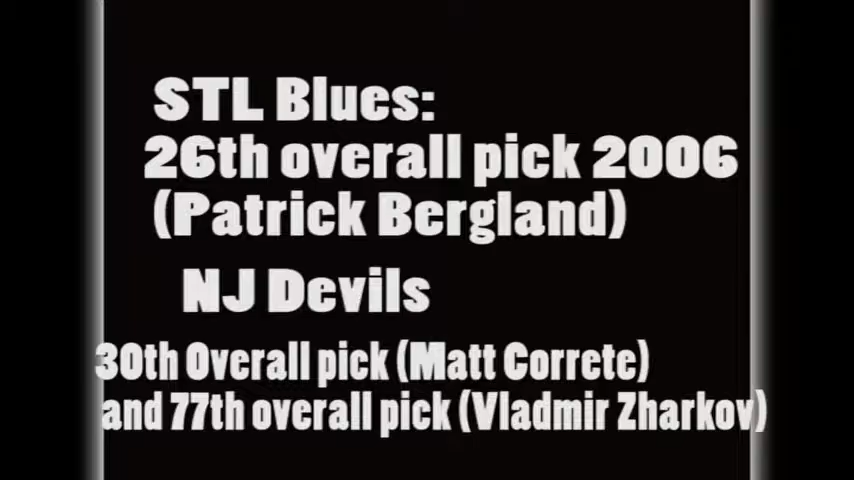 STL Blues:
26th overall pick 2006
(Patrick Bergland)
NJ Devils
30th Overall pick (Matt Correte)
and 77th overall pick (Vladmir Zharkov)